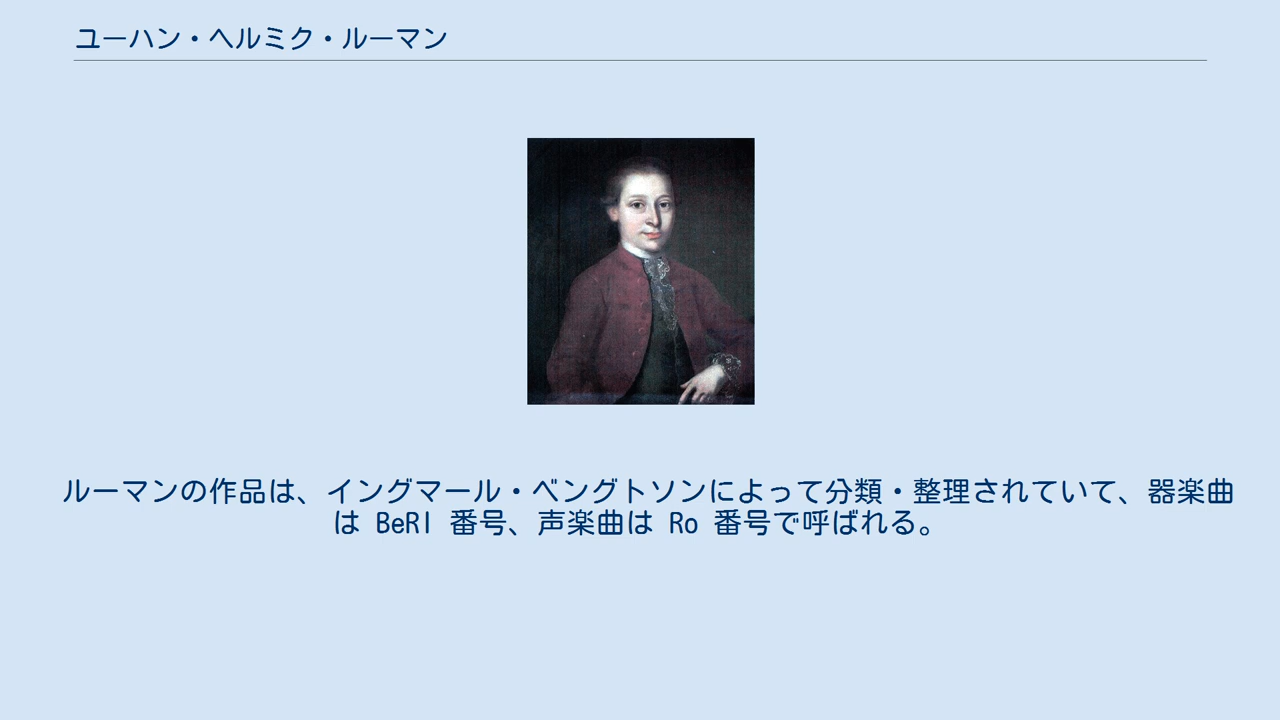 ユーハン・ヘルミク・ルーマン
ルーマンの作品は、イングマール・ベングトソンによって分類・整理されていて、器楽曲
は BeRI 番号、声楽曲は Ro 番号で呼ばれる。